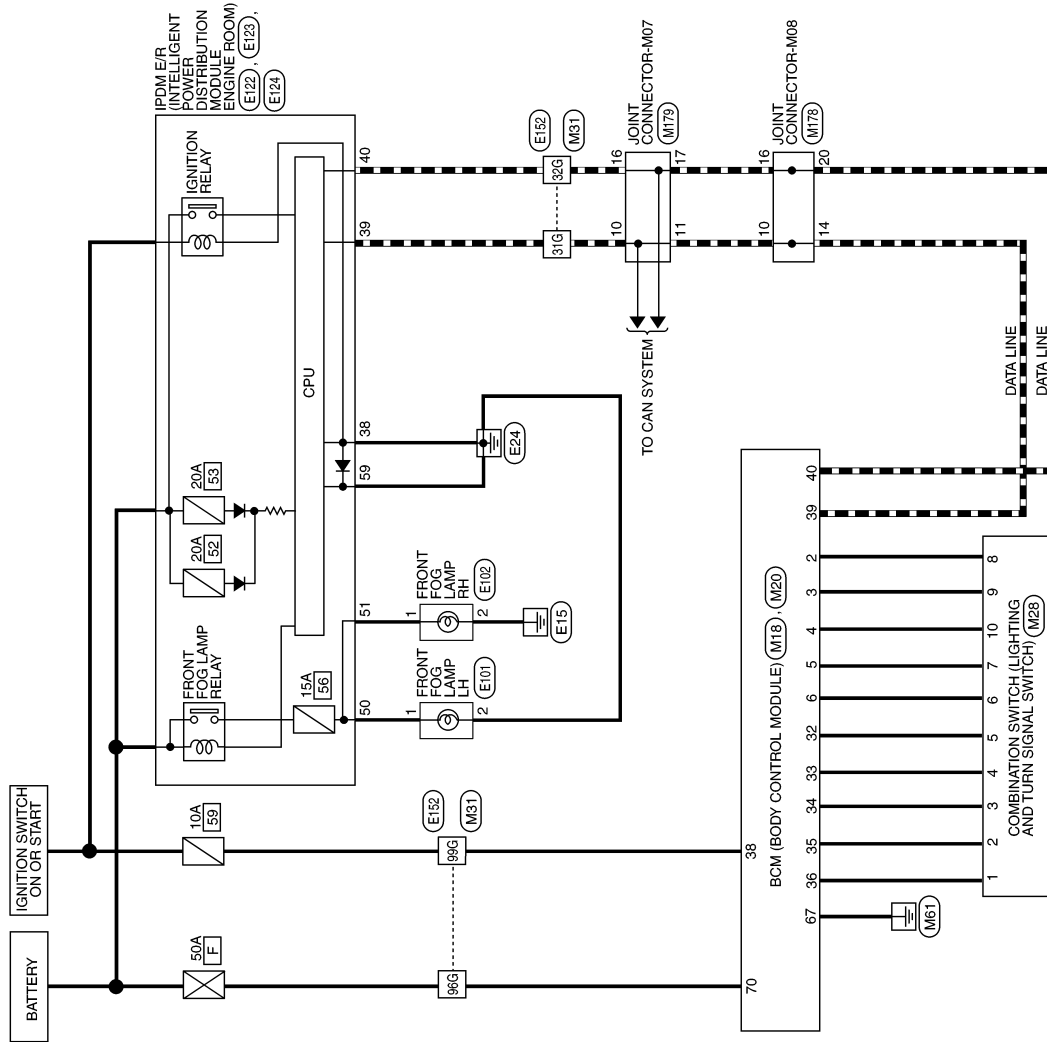 IPDM E/R
(INTELLIGENT
POWER
DISTRIBUTION
MODULE
ENGINE ROOM)
E122 , E123 ,
E124
IGNITION
RELAY
20A
53
20A
52
FRONT
FOG LAMP
RELAY
15A
56
CPU
40
39
38
59
51
50
E152
M31
32G
31G
JOINT
CONNECTOR-M07
M179
16
17
10
11
JOINT
CONNECTOR-M08
M178
16
20
10
14
TO CAN SYSTEM
DATA LINE
DATA LINE
E24
FRONT
FOG
LAMP
RH
E102
1
2
E15
FRONT
FOG
LAMP
LH
E101
1
2
IGNITION SWITCH
ON OR START
10A
59
E152
M31
99G
38
BATTERY
50A
F
96G
70
BCM (BODY CONTROL MODULE) M18 , M20
40
39
2
3
4
5
6
32
33
34
35
36
67
M61
8
9
10
7
6
5
4
3
2
1
COMBINATION SWITCH (LIGHTING
AND TURN SIGNAL SWITCH) M28